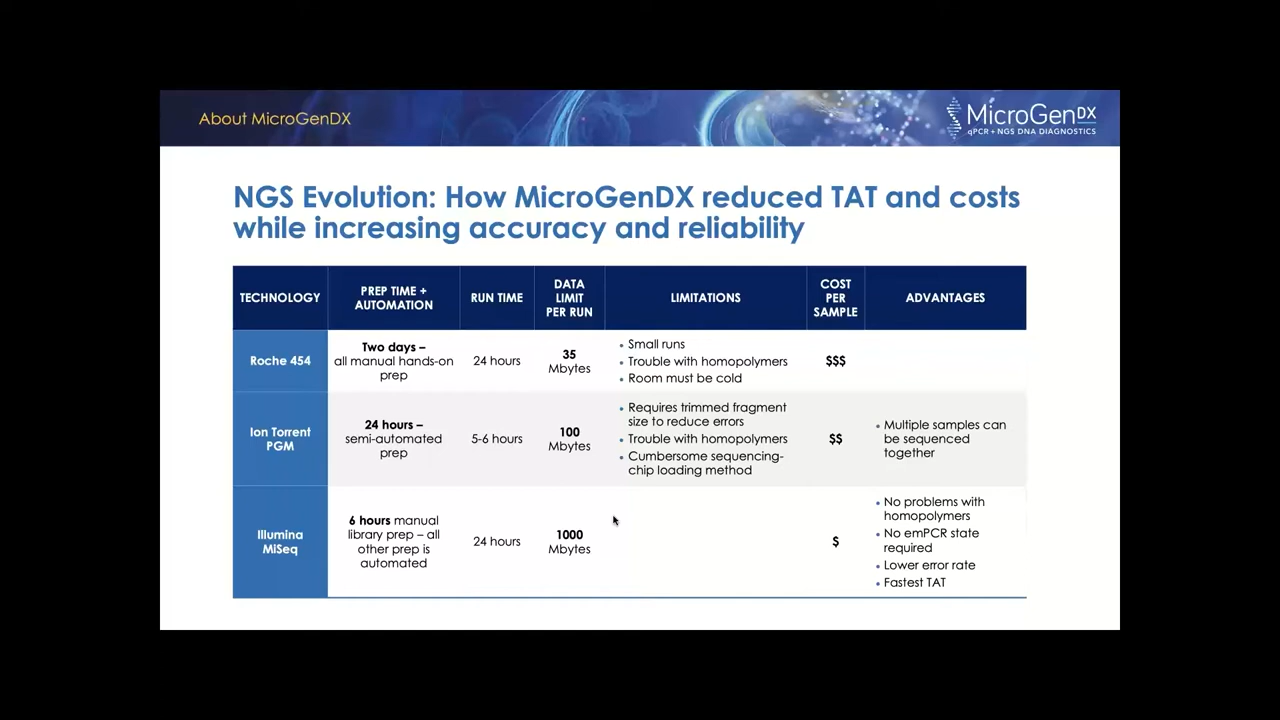 About MicroGenDX
MicroGenDX
qPCR + NGS DNA DIAGNOSTICS
NGS Evolution: How MicroGenDX reduced TAT and costs
while increasing accuracy and reliability
TECHNOLOGY
PREP TIME +
AUTOMATION
RUN TIME
DATA
LIMIT
PER RUN
LIMITATIONS
COST
PER
SAMPLE
ADVANTAGES
Roche 454
Two days –
all manual hands-on
prep
24 hours
35
Mbytes
• Small runs
• Trouble with homopolymers
• Room must be cold
$$$
Ion Torrent
PGM
24 hours –
semi-automated
prep
5-6 hours
100
Mbytes
• Requires trimmed fragment
size to reduce errors
• Trouble with homopolymers
• Cumbersome sequencing-
chip loading method
$$
• Multiple samples can
be sequenced
together
Illumina
MiSeq
6 hours manual
library prep – all
other prep is
automated
24 hours
1000
Mbytes
$
• No problems with
homopolymers
• No emPCR state
required
• Lower error rate
• Fastest TAT